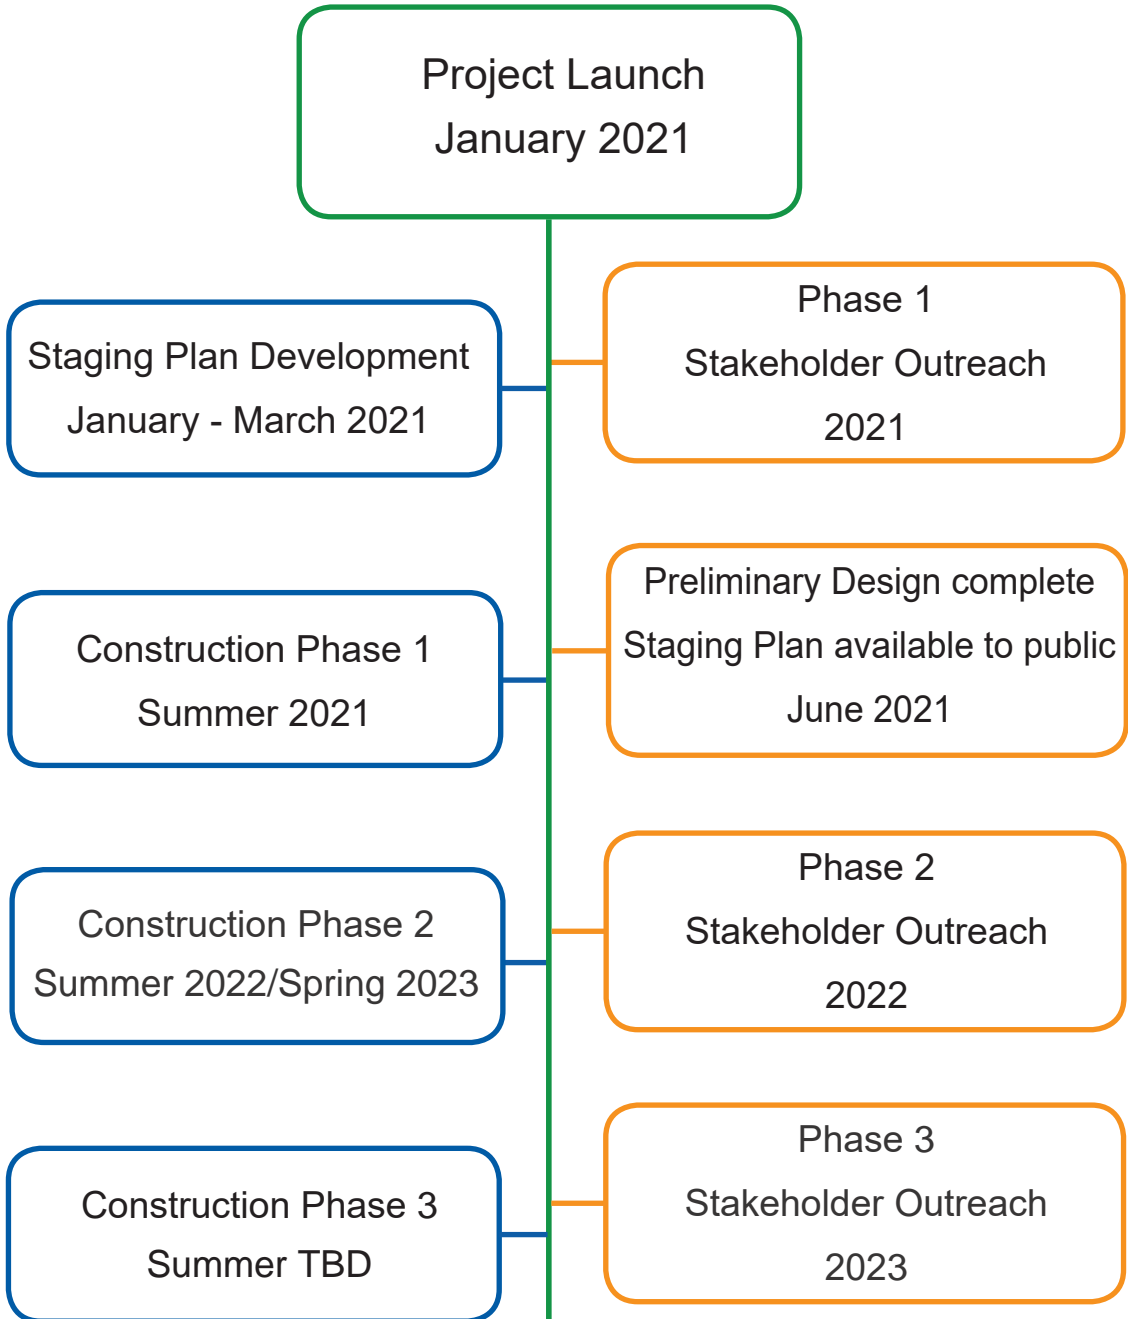 Project Launch
January 2021
Phase 1
Stakeholder Outreach
2021
Staging Plan Development
January - March 2021
Preliminary Design complete
Staging Plan available to public
June 2021
Construction Phase 1
Summer 2021
Phase 2
Stakeholder Outreach
2022
Construction Phase 2
Summer 2022/Spring 2023
Phase 3
Stakeholder Outreach
2023
Construction Phase 3
Summer TBD